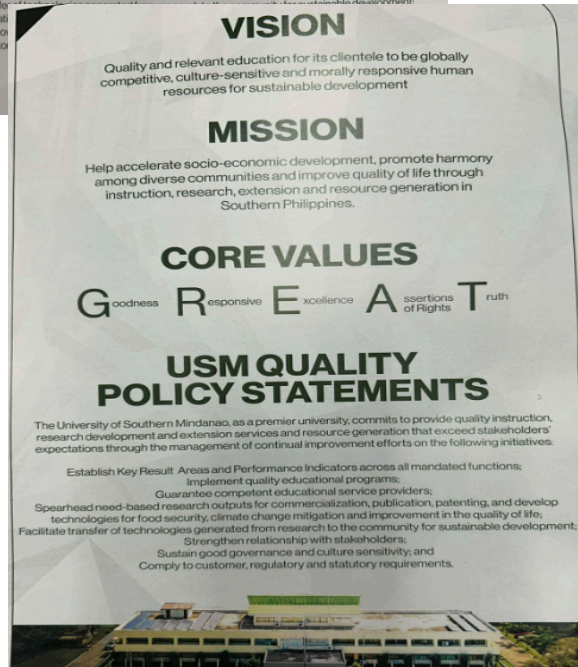 VISION
Quality and relevant education for its clientele to be globally
competitive, culture-sensitive and morally responsive human
resources for sustainable development
MISSION
Help accelerate socio-economic development, promote harmony
among diverse communities and improve quality of life through
instruction, research, extension and resource generation in
Southern Philippines.
CORE VALUES
Goodness Responsive Excellence Assertions of Rights Truth
USM QUALITY
POLICY STATEMENTS
The University of Southern Mindanao, as a premier university, commits to provide quality instruction,
research development and extension services and resource generation that exceed stakeholders'
expectations through the management of continual improvement efforts on the following initiatives:
Establish Key Result Areas and Performance Indicators across all mandated functions;
Implement quality educational programs;
Guarantee competent educational service providers;
Spearhead need-based research outputs for commercialization, publication, patenting, and develop
technologies for food security, climate change mitigation and improvement in the quality of life;
Facilitate transfer of technologies generated from research to the community for sustainable development;
Strengthen relationship with stakeholders;
Sustain good governance and culture sensitivity; and
Comply to customer, regulatory and statutory requirements.